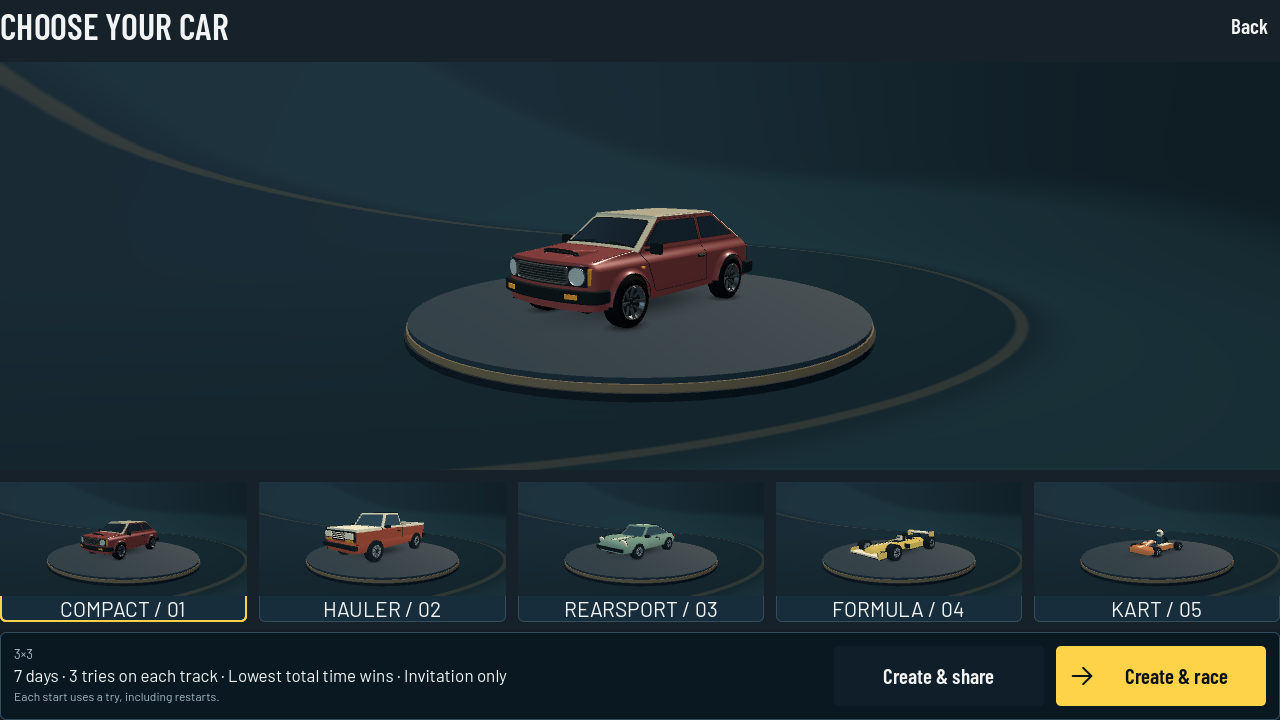 CHOOSE YOUR CAR
Back
COMPACT / 01
HAULER / 02
REARSPORT / 03
FORMULA / 04
KART / 05
3×3
7 days · 3 tries on each track · Lowest total time wins · Invitation only
Each start uses a try, including restarts.
Create & share
Create & race